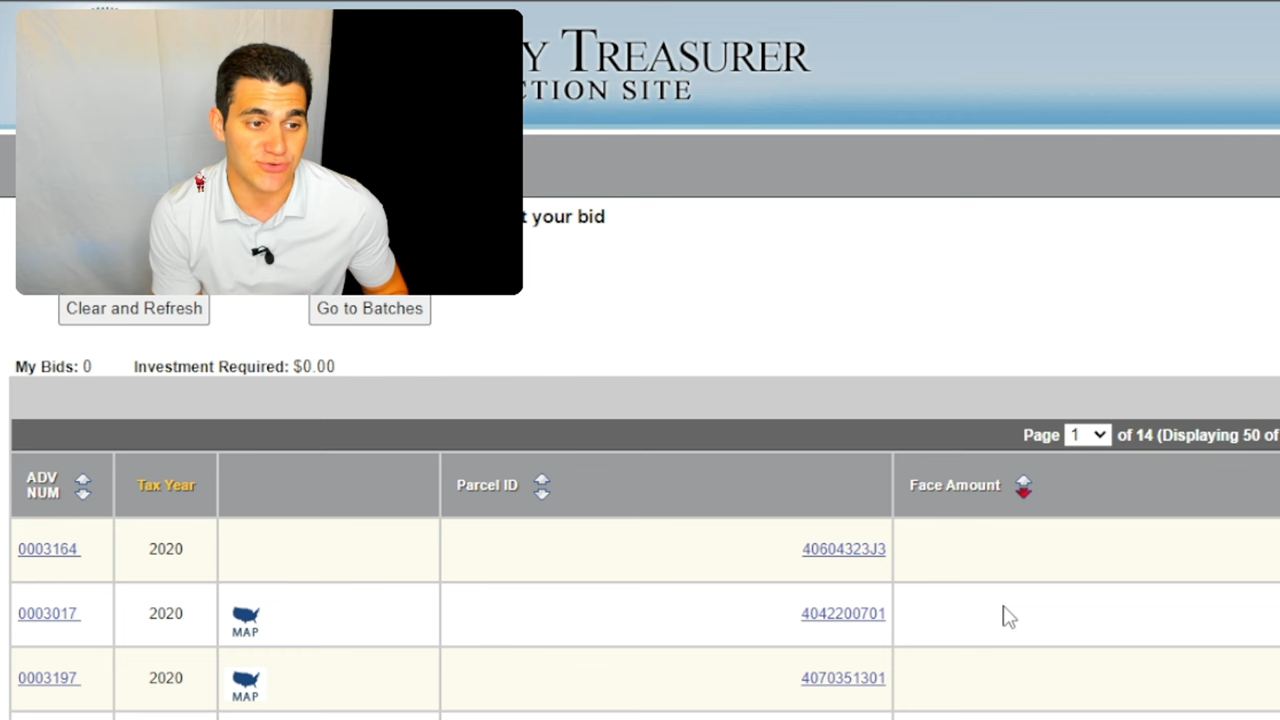 Y TREASURER
CTION SITE
t your bid
Clear and Refresh
Go to Batches
My Bids: 0 Investment Required: $0.00
Page 1 of 14 (Displaying 50 of
ADV NUM Tax Year Parcel ID Face Amount
0003164 2020 40604323J3
0003017 2020 MAP 4042200701
0003197 2020 MAP 4070351301